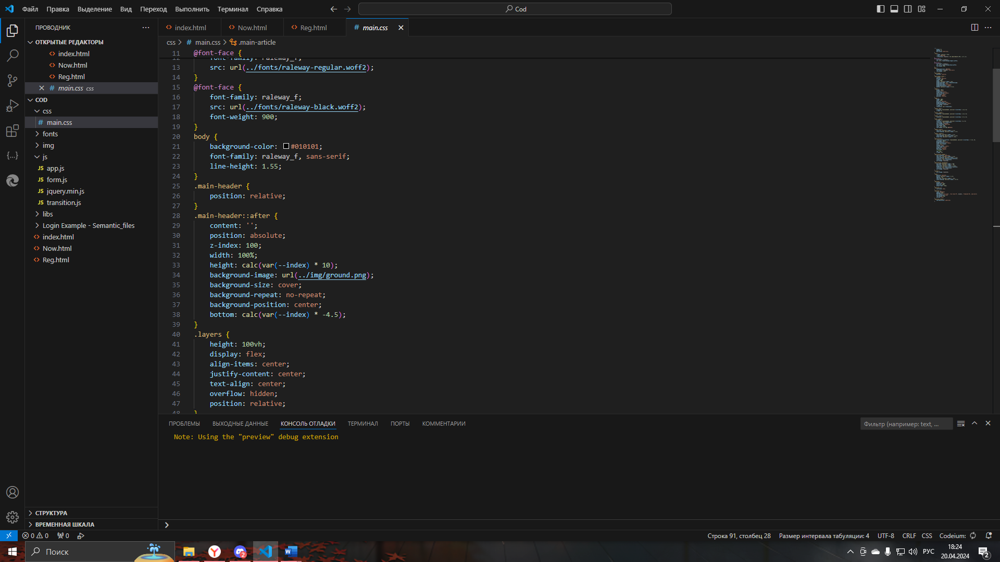 Файл Правка Выделение Вид Переход Выполнить Терминал Справка
Cod
ПРОВОДНИК
ОТКРЫТЫЕ РЕДАКТОРЫ
index.html
Now.html
Reg.html
main.css css
COD
css
main.css
fonts
img
js
JS app.js
JS form.js
JS jquery.min.js
JS transition.js
libs
Login Example - Semantic_files
index.html
Now.html
Reg.html
СТРУКТУРА
ВРЕМЕННАЯ ШКАЛА
index.html Now.html Reg.html # main.css
css > # main.css > .main-article
11 @font-face {
12 font-family: raleway_f;
13 src: url(../fonts/raleway-regular.woff2);
14 }
15 @font-face {
16 font-family: raleway_f;
17 src: url(../fonts/raleway-black.woff2);
18 font-weight: 900;
19 }
20 body {
21 background-color: #010101;
22 font-family: raleway_f, sans-serif;
23 line-height: 1.55;
24 }
25 .main-header {
26 position: relative;
27 }
28 .main-header::after {
29 content: '';
30 position: absolute;
31 z-index: 100;
32 width: 100%;
33 height: calc(var(--index) * 10);
34 background-image: url(../img/ground.png);
35 background-size: cover;
36 background-repeat: no-repeat;
37 background-position: center;
38 bottom: calc(var(--index) * -4.5);
39 }
40 .layers {
41 height: 100vh;
42 display: flex;
43 align-items: center;
44 justify-content: center;
45 text-align: center;
46 overflow: hidden;
47 position: relative;
48 }
ПРОБЛЕМЫ ВЫХОДНЫЕ ДАННЫЕ КОНСОЛЬ ОТЛАДКИ ТЕРМИНАЛ ПОРТЫ КОММЕНТАРИИ
Фильтр (например: text, ...
Note: Using the "preview" debug extension
0 0 0
Строка 91, столбец 28 Размер интервала табуляции: 4 UTF-8 CRLF CSS Codeium:
Поиск
2
РУС
18:24
20.04.2024
2